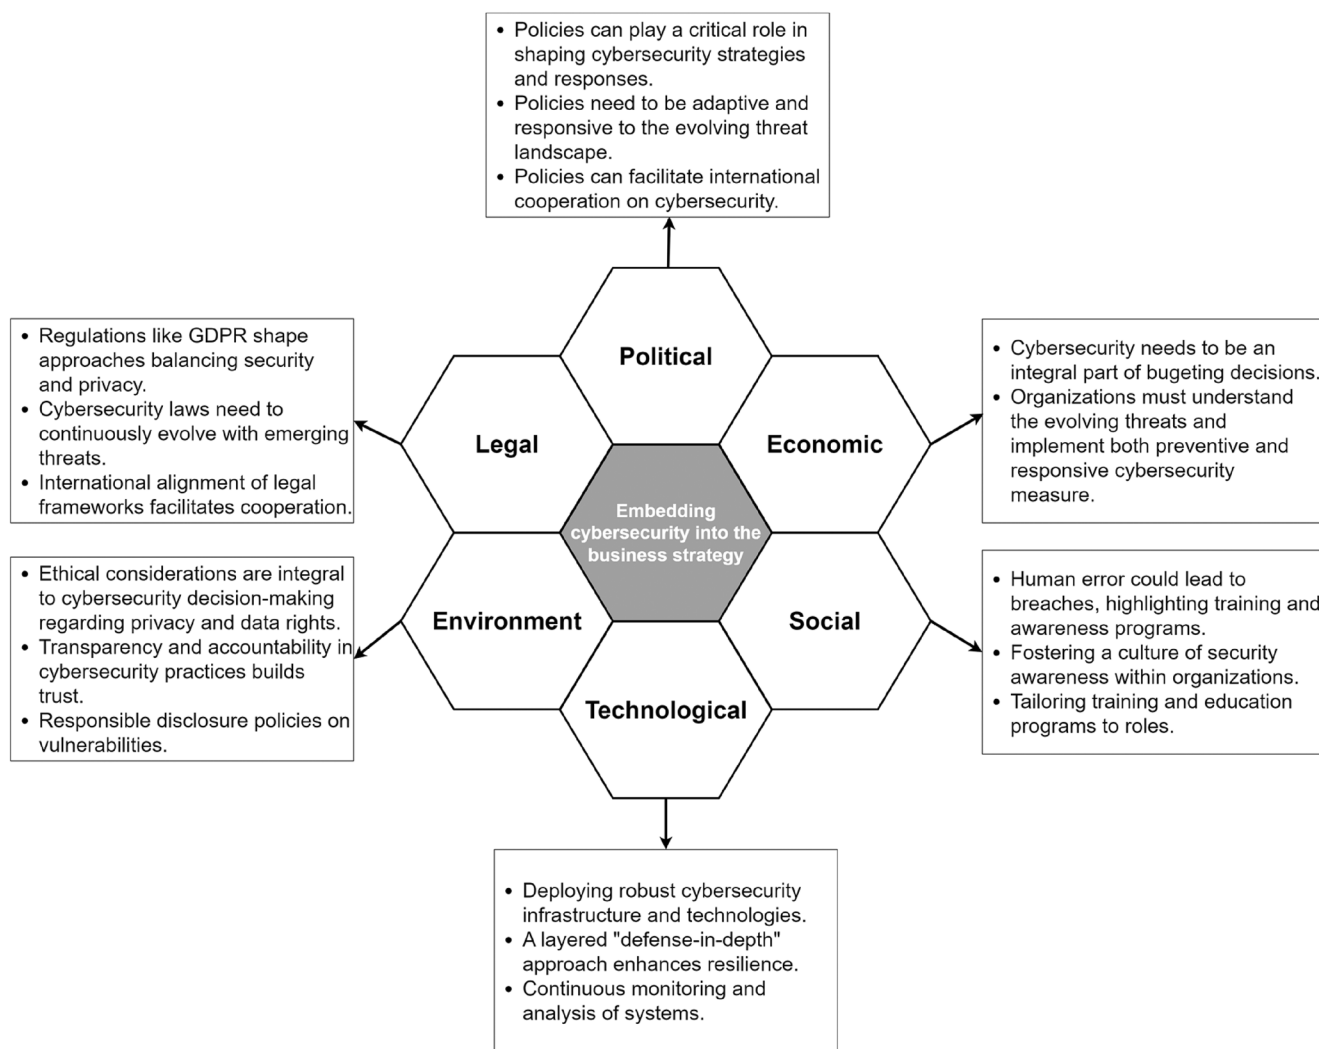 • Policies can play a critical role in
shaping cybersecurity strategies
and responses.
• Policies need to be adaptive and
responsive to the evolving threat
landscape.
• Policies can facilitate international
cooperation on cybersecurity.
Political
• Regulations like GDPR shape
approaches balancing security
and privacy.
• Cybersecurity laws need to
continuously evolve with emerging
threats.
• International alignment of legal
frameworks facilitates cooperation.
Legal
Economic
• Cybersecurity needs to be an
integral part of bugeting decisions.
• Organizations must understand
the evolving threats and
implement both preventive and
responsive cybersecurity
measure.
Embedding
cybersecurity into the
business strategy
• Ethical considerations are integral
to cybersecurity decision-making
regarding privacy and data rights.
• Transparency and accountability in
cybersecurity practices builds
trust.
• Responsible disclosure policies on
vulnerabilities.
Environment
Social
• Human error could lead to
breaches, highlighting training and
awareness programs.
• Fostering a culture of security
awareness within organizations.
• Tailoring training and education
programs to roles.
Technological
• Deploying robust cybersecurity
infrastructure and technologies.
• A layered "defense-in-depth"
approach enhances resilience.
• Continuous monitoring and
analysis of systems.